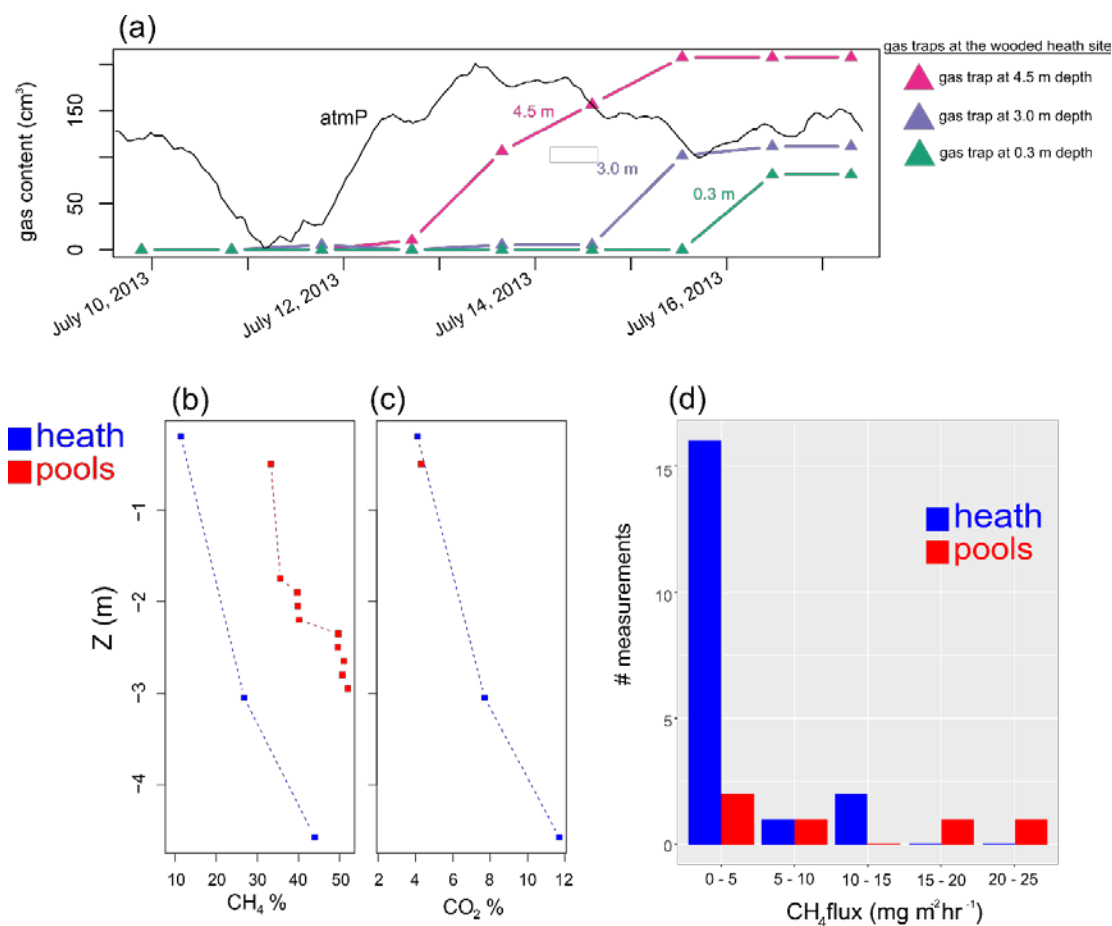 (a)
gas content (cm³)
0
50
150
atmP
4.5 m
3.0 m
0.3 m
July 10, 2013
July 12, 2013
July 14, 2013
July 16, 2013
gas traps at the wooded heath site
gas trap at 4.5 m depth
gas trap at 3.0 m depth
gas trap at 0.3 m depth
heath
pools
(b)
Z (m)
−1
−2
−3
−4
10 20 30 40 50
CH₄ %
(c)
2 4 6 8 10 12
CO₂ %
(d)
# measurements
15
10
5
0
heath
pools
0 - 5 5 - 10 10 - 15 15 - 20 20 - 25
CH₄flux (mg m⁻²hr⁻¹)